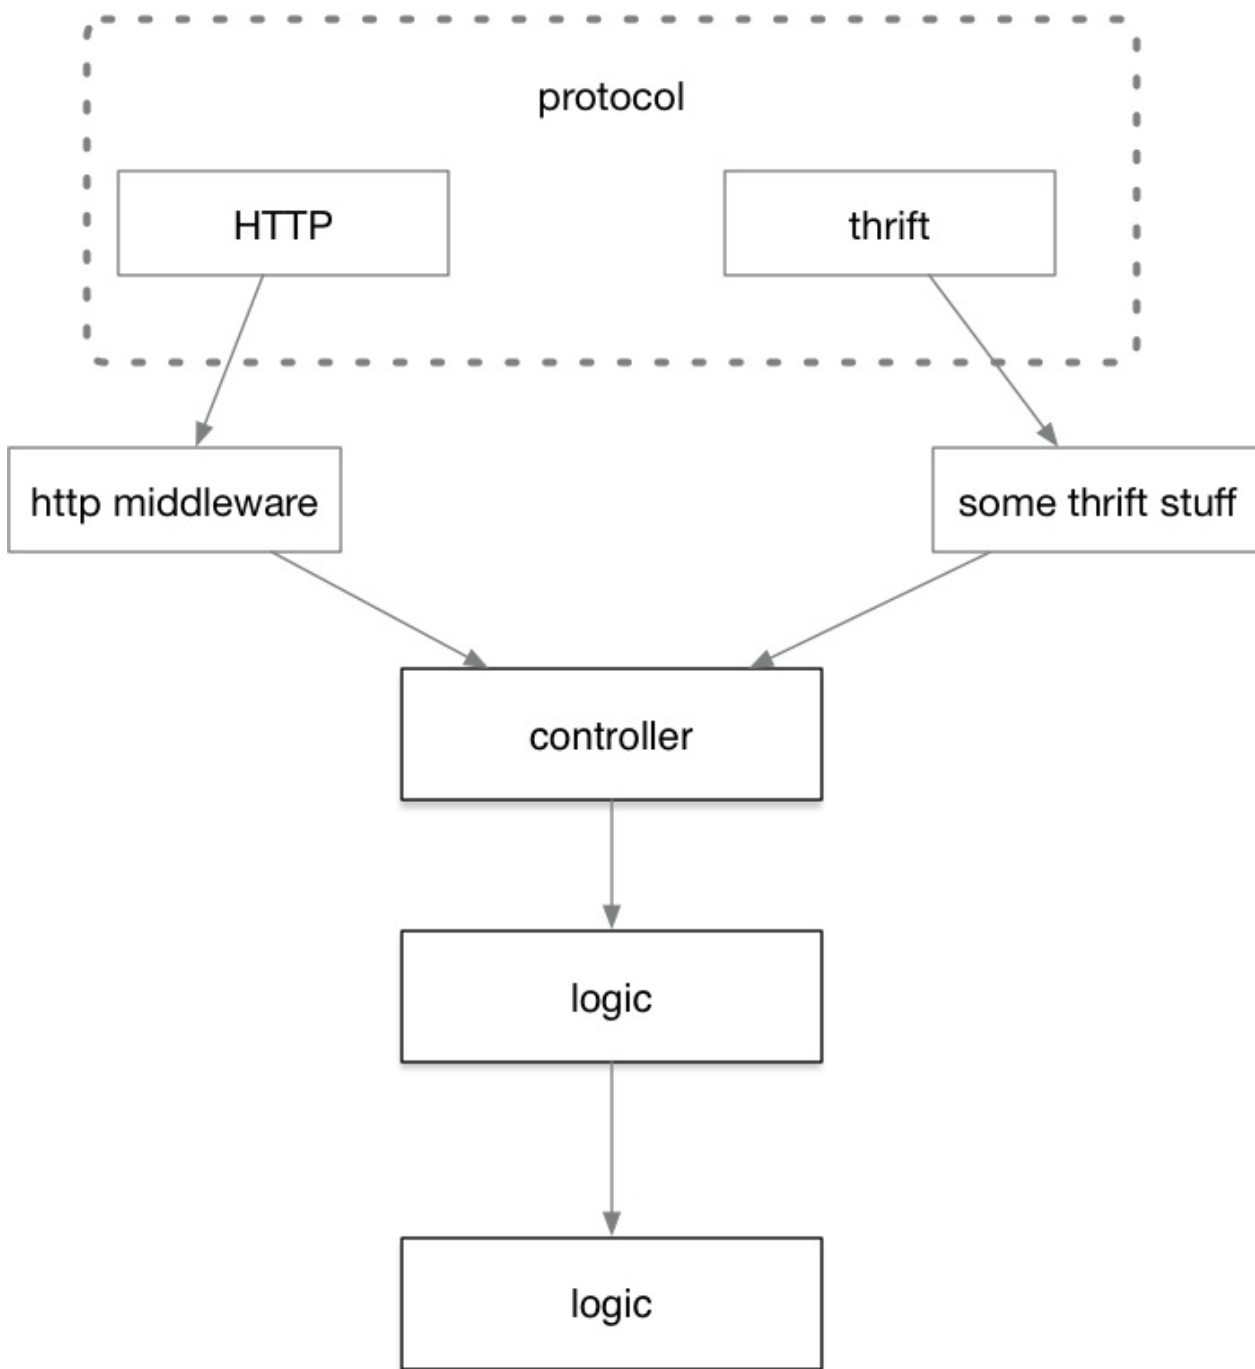 protocol
HTTP
thrift
http middleware
some thrift stuff
controller
logic
logic